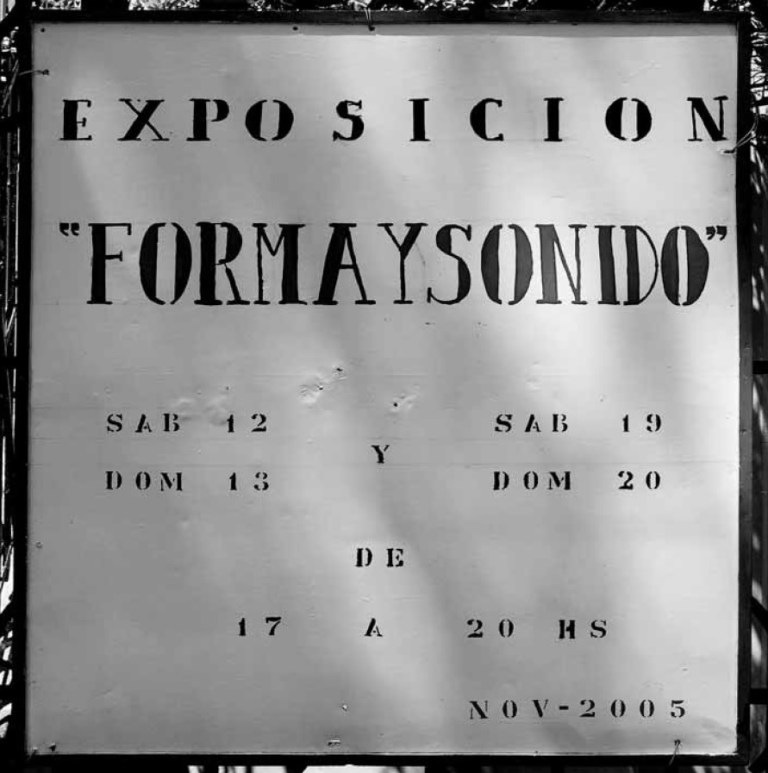 EXPOSICION
"FORMAYSONIDO"
SAB 12 SAB 19
Y
DOM 13 DOM 20
DE
17 A 20 HS
NOV-2005